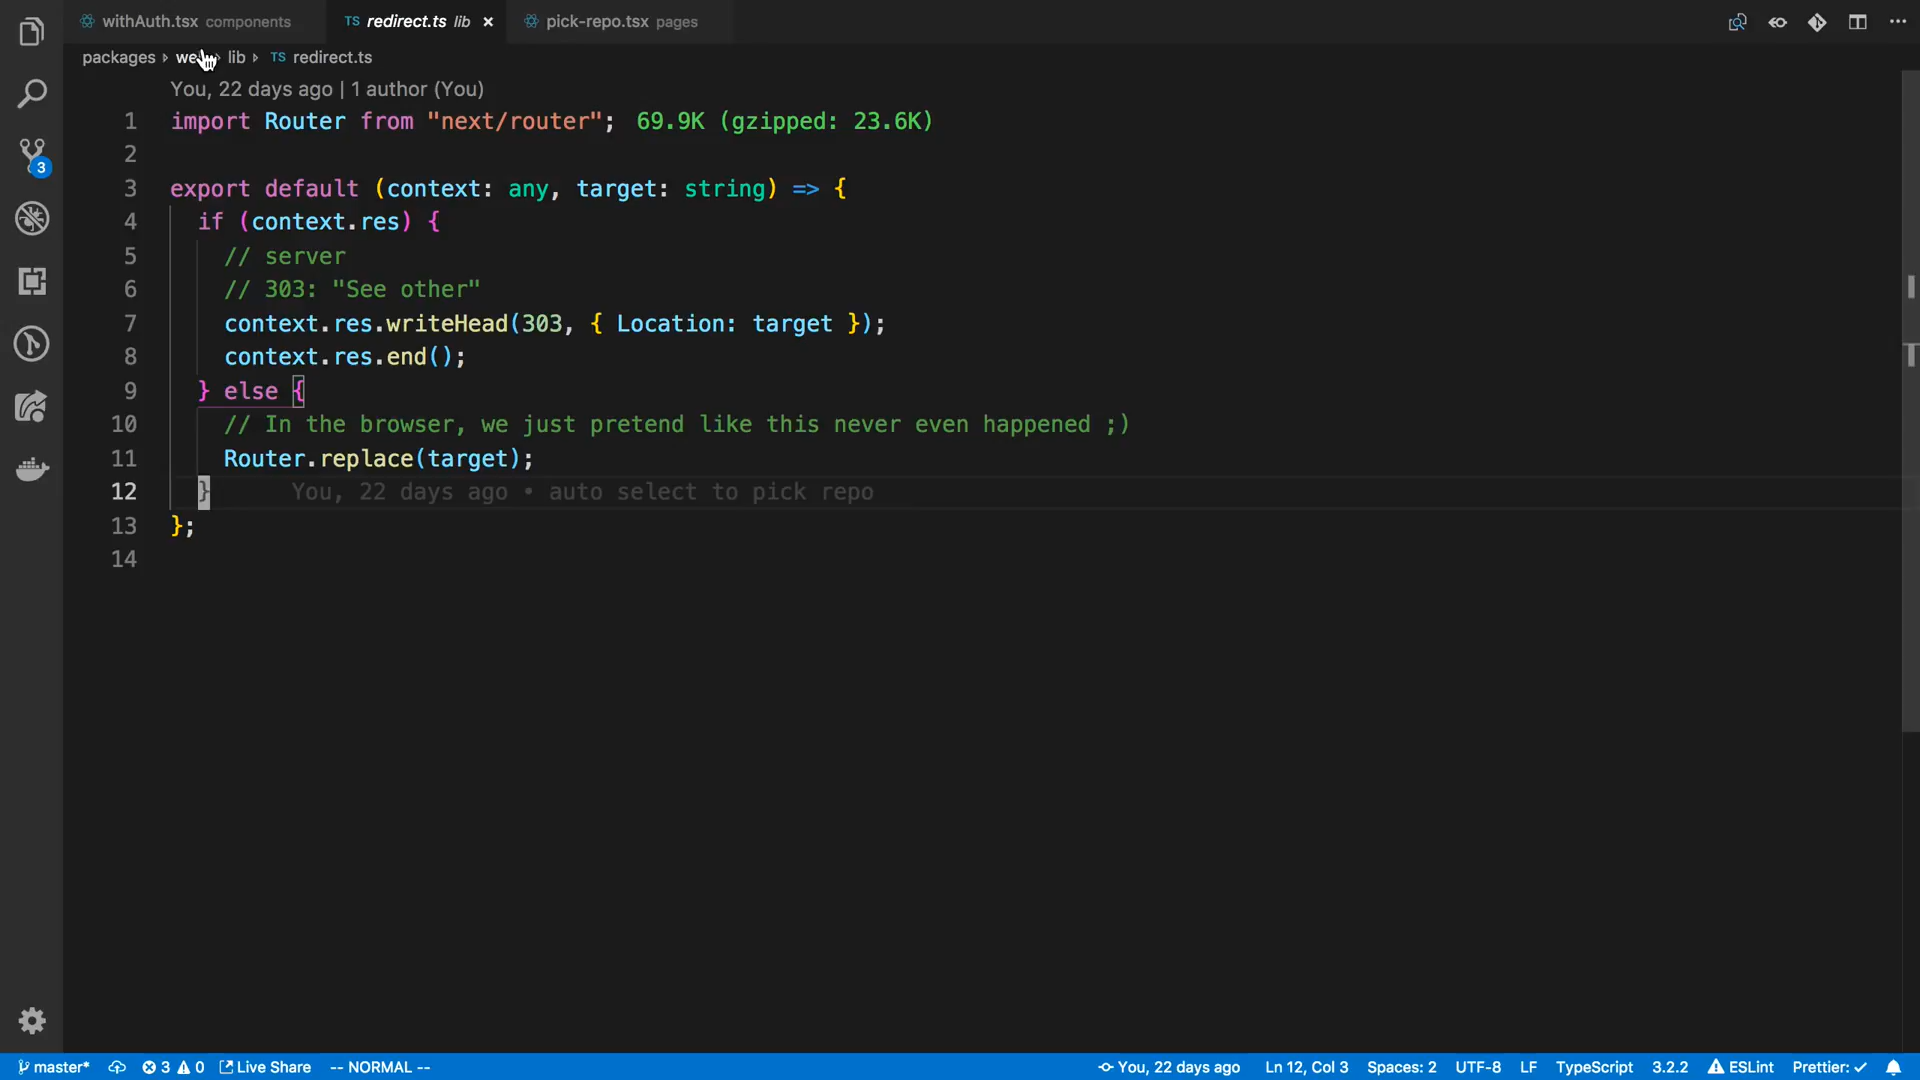 withAuth.tsx components TS redirect.ts lib × pick-repo.tsx pages
packages › lib › TS redirect.ts
You, 22 days ago | 1 author (You)
1 import Router from "next/router"; 69.9K (gzipped: 23.6K)
2
3 export default (context: any, target: string) => {
4 if (context.res) {
5 // server
6 // 303: "See other"
7 context.res.writeHead(303, { Location: target });
8 context.res.end();
9 } else {
10 // In the browser, we just pretend like this never even happened ;)
11 Router.replace(target);
12 } You, 22 days ago • auto select to pick repo
13 };
14
3
master* 3 0 Live Share -- NORMAL -- You, 22 days ago Ln 12, Col 3 Spaces: 2 UTF-8 LF TypeScript 3.2.2 ESLint Prettier: ✓